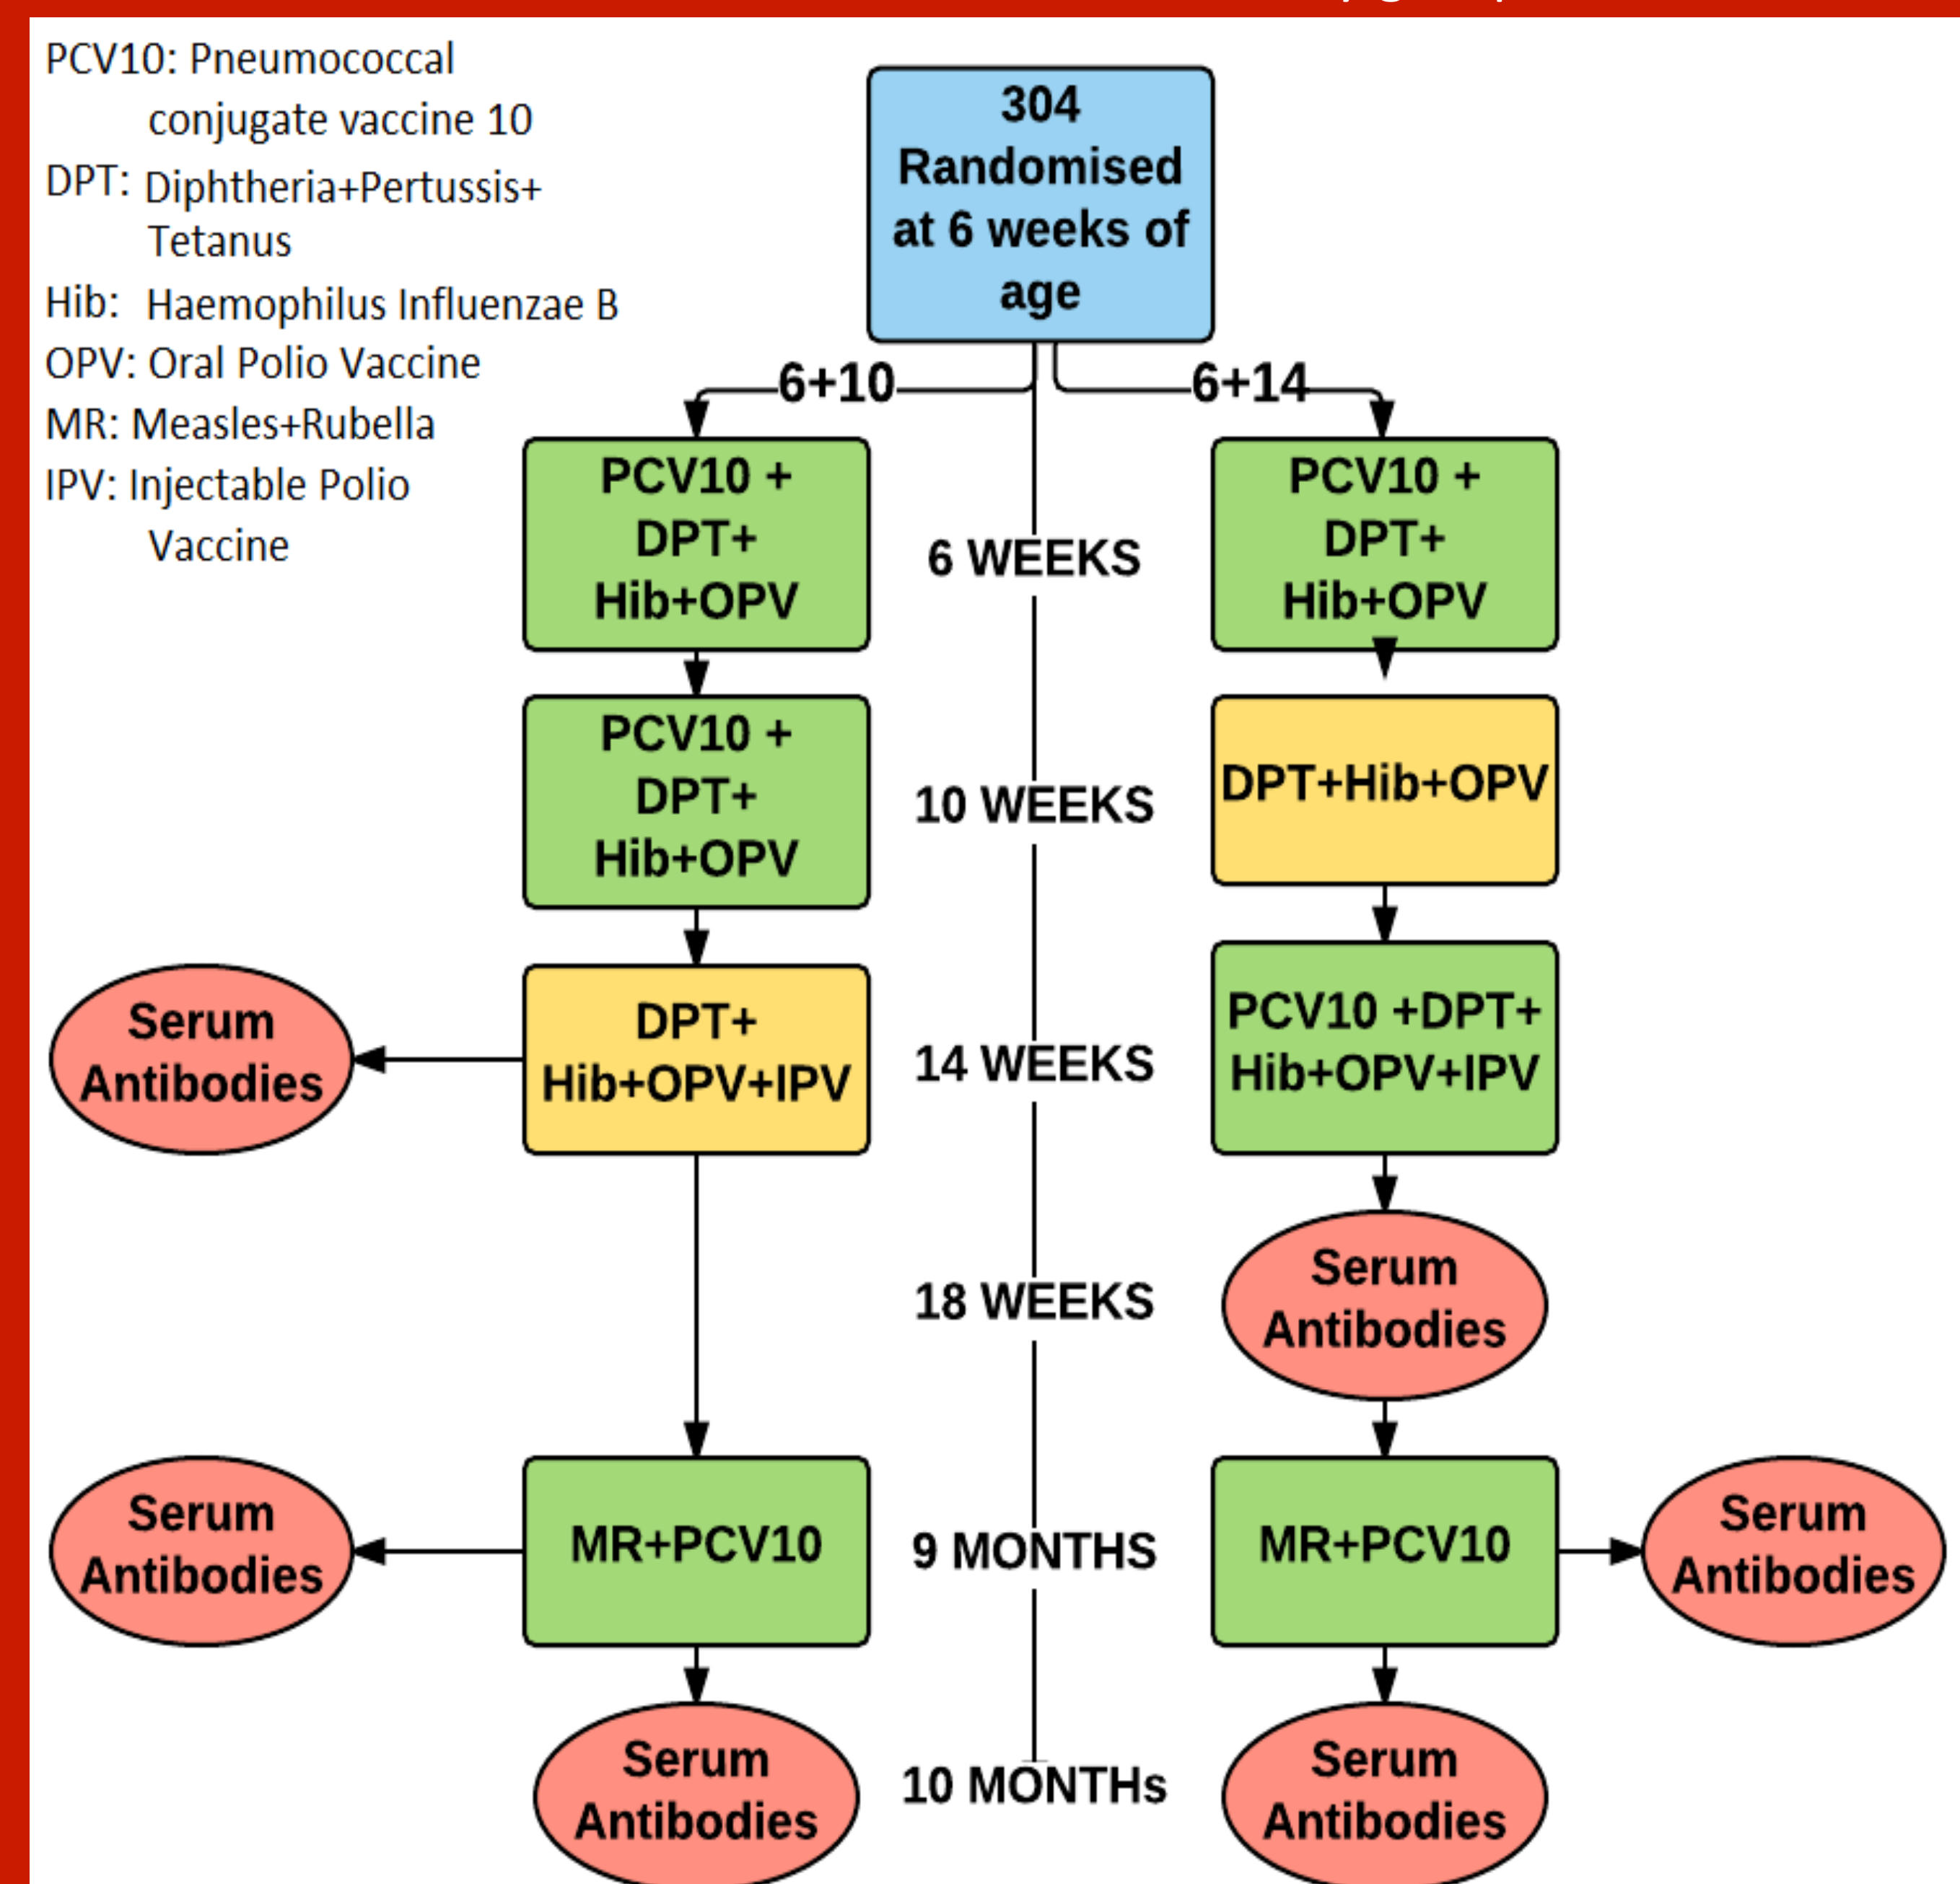 PCV10: Pneumococcal
conjugate vaccine 10
DPT: Diphtheria+Pertussis+
Tetanus
Hib: Haemophilus Influenzae B
OPV: Oral Polio Vaccine
MR: Measles+Rubella
IPV: Injectable Polio
Vaccine
304
Randomised
at 6 weeks of
age
6+10
6+14
PCV10 +
DPT+
Hib+OPV
6 WEEKS
PCV10 +
DPT+
Hib+OPV
PCV10 +
DPT+
Hib+OPV
10 WEEKS
DPT+Hib+OPV
Serum
Antibodies
DPT+
Hib+OPV+IPV
14 WEEKS
PCV10 +DPT+
Hib+OPV+IPV
18 WEEKS
Serum
Antibodies
Serum
Antibodies
MR+PCV10
9 MONTHS
MR+PCV10
Serum
Antibodies
Serum
Antibodies
10 MONTHs
Serum
Antibodies